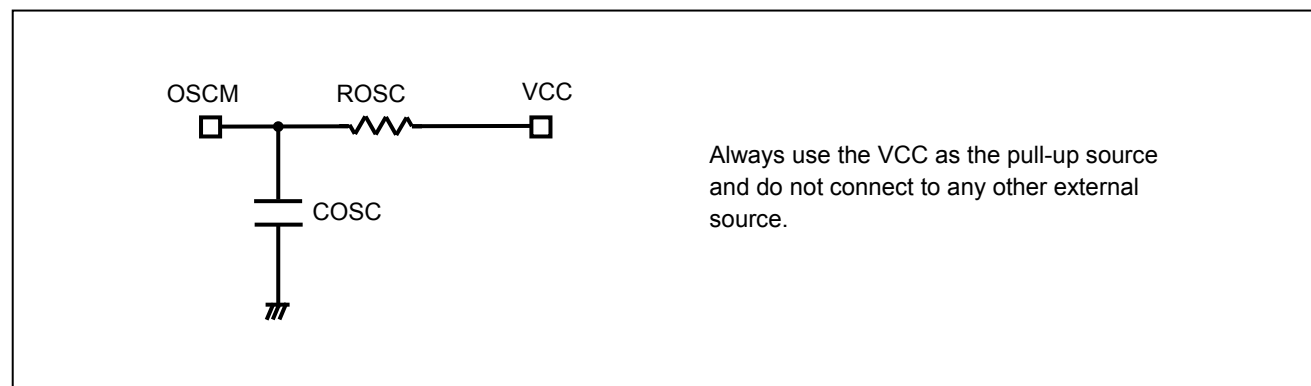 OSCM ROSC VCC
COSC
Always use the VCC as the pull-up source
and do not connect to any other external
source.